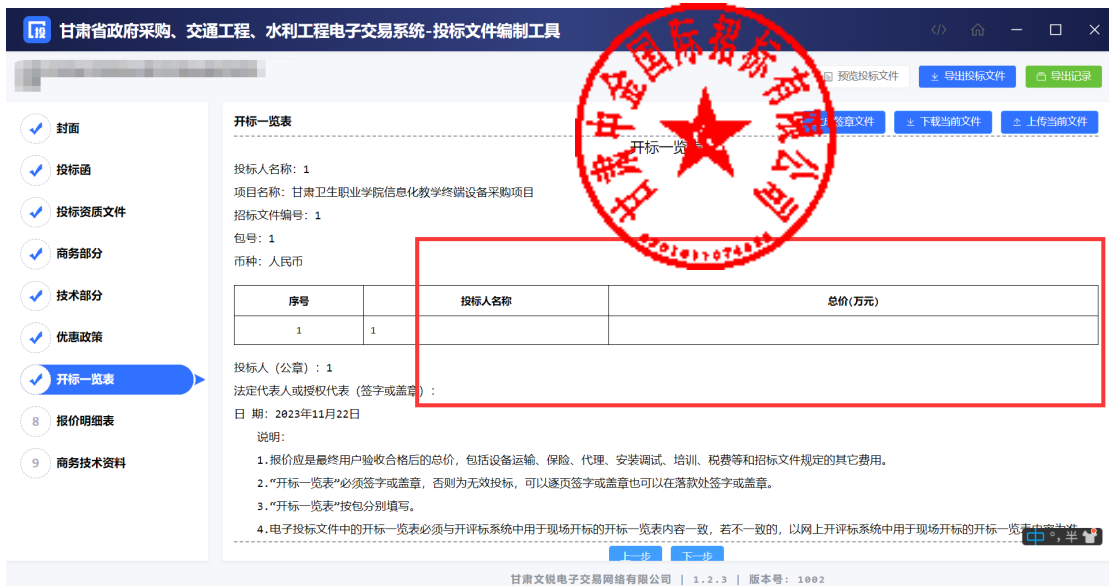 投 甘肃省政府采购、交通工程、水利工程电子交易系统-投标文件编制工具
预览投标文件 导出投标文件 导出记录
封面
投标函
投标资质文件
商务部分
技术部分
优惠政策
开标一览表
8 报价明细表
9 商务技术资料
开标一览表 签章文件 下载当前文件 上传当前文件
甘肃中金国际招标有限公司
开标一览
投标人名称：1
项目名称：甘肃卫生职业学院信息化教学终端设备采购项目
招标文件编号：1
包号：1
币种：人民币
序号 投标人名称 总价(万元)
1 1
投标人（公章）：1
法定代表人或授权代表（签字或盖章）：
日 期：2023年11月22日
说明：
1.报价应是最终用户验收合格后的总价，包括设备运输、保险、代理、安装调试、培训、税费等和招标文件规定的其它费用。
2.“开标一览表”必须签字或盖章，否则为无效投标，可以逐页签字或盖章也可以在落款处签字或盖章。
3.“开标一览表”按包分别填写。
4.电子投标文件中的开标一览表必须与开评标系统中用于现场开标的开标一览表内容一致，若不一致的，以网上开评标系统中用于现场开标的开标一览表内容为准
中 °, 半
上一步 下一步
甘肃文锐电子交易网络有限公司 | 1.2.3 | 版本号: 1002